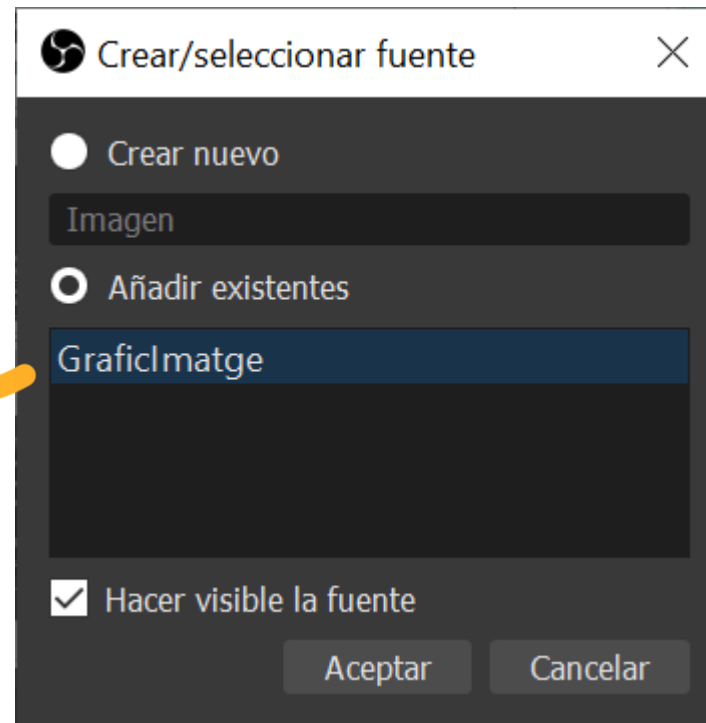 Crear/seleccionar fuente
Crear nuevo
Imagen
Añadir existentes
GraficImatge
Hacer visible la fuente
Aceptar Cancelar